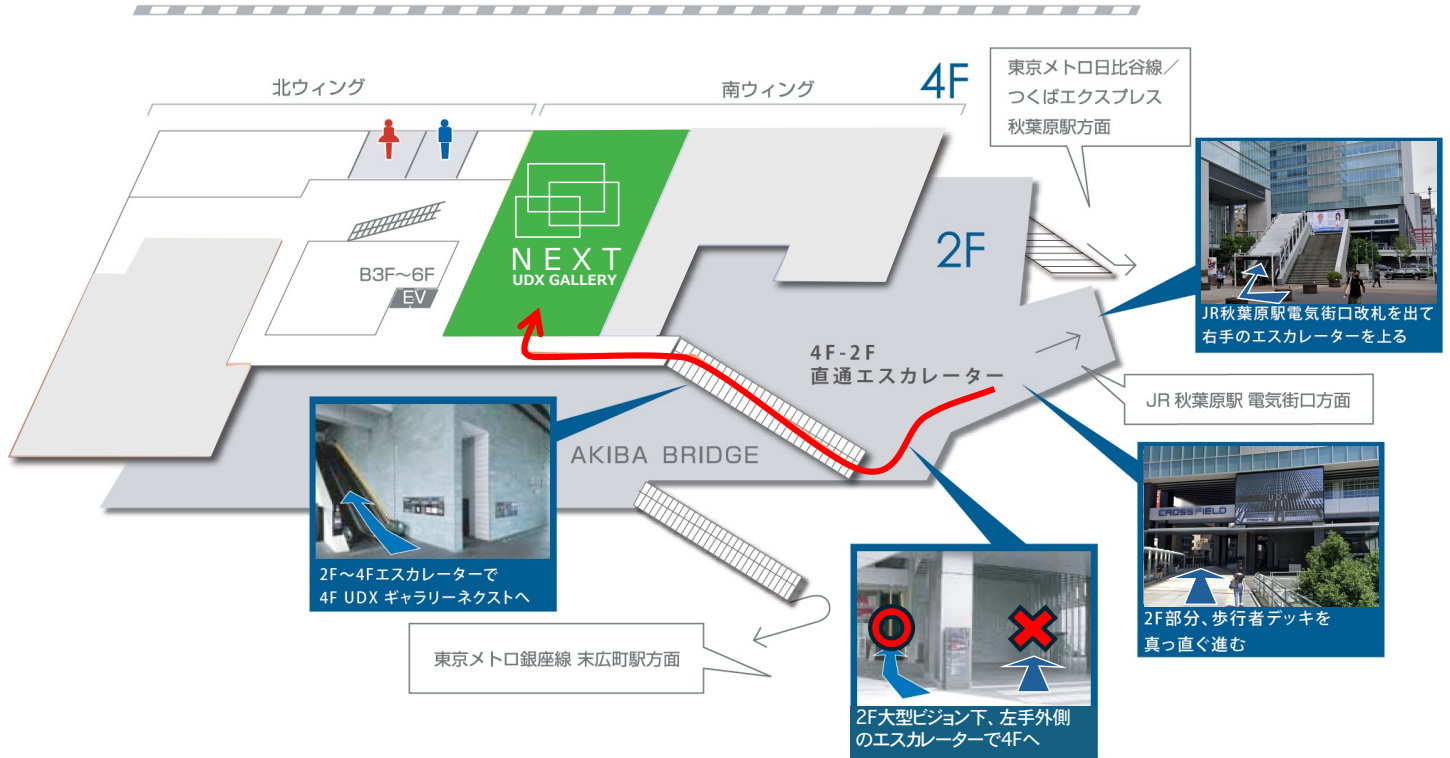 北ウィング
南ウィング
4F
東京メトロ日比谷線／
つくばエクスプレス
秋葉原駅方面
NEXT
UDX GALLERY
B3F～6F
EV
2F
JR秋葉原駅電気街口改札を出て
右手のエスカレーターを上る
4F-2F
直通エスカレーター
JR 秋葉原駅 電気街口方面
AKIBA BRIDGE
UDX
CROSS FIELD
2F～4Fエスカレーターで
4F UDX ギャラリーネクストへ
2F部分、歩行者デッキを
真っ直ぐ進む
東京メトロ銀座線 末広町駅方面
2F大型ビジョン下、左手外側
のエスカレーターで4Fへ